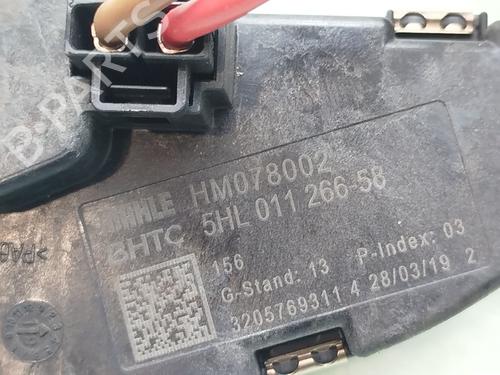 B-PARTS
MAHLE HM078002
BHTC 5HL 011 266-58
156
G-Stand: 13 P-Index: 03
3205769311 4 28/03/19 2
>PA6